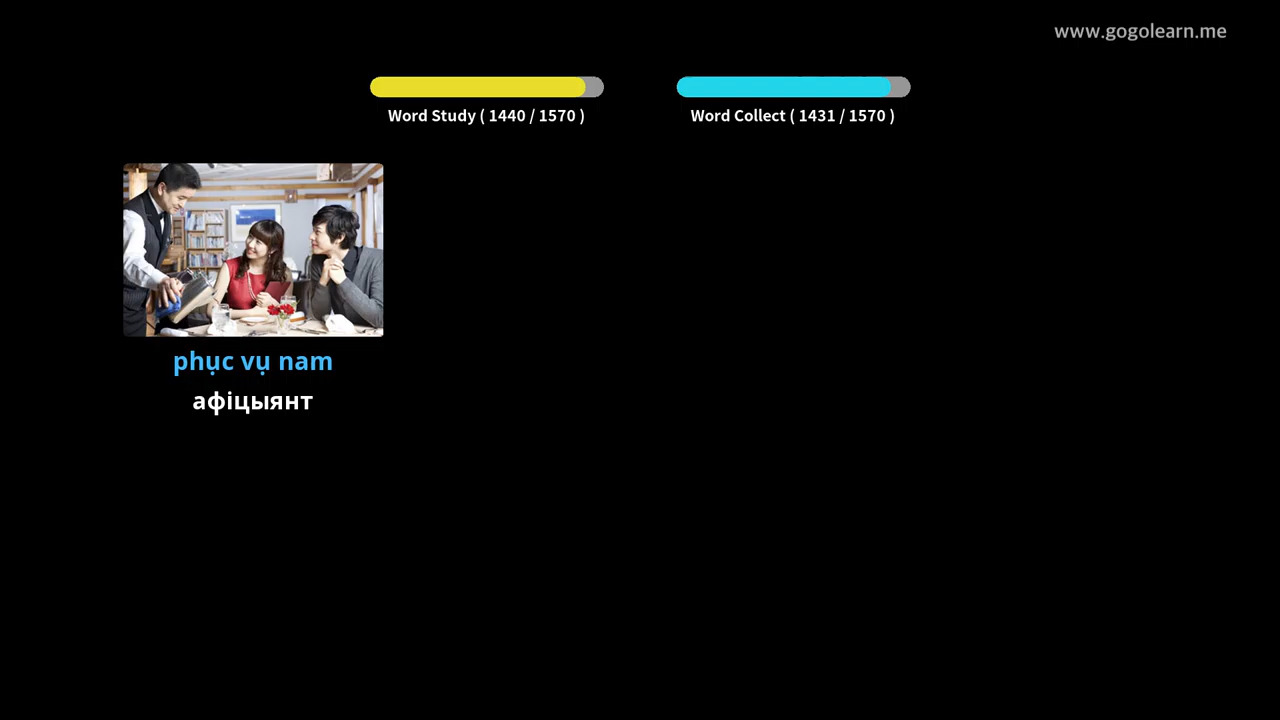 www.gogolearn.me
Word Study ( 1440 / 1570 )
Word Collect ( 1431 / 1570 )
phục vụ nam
афіцыянт